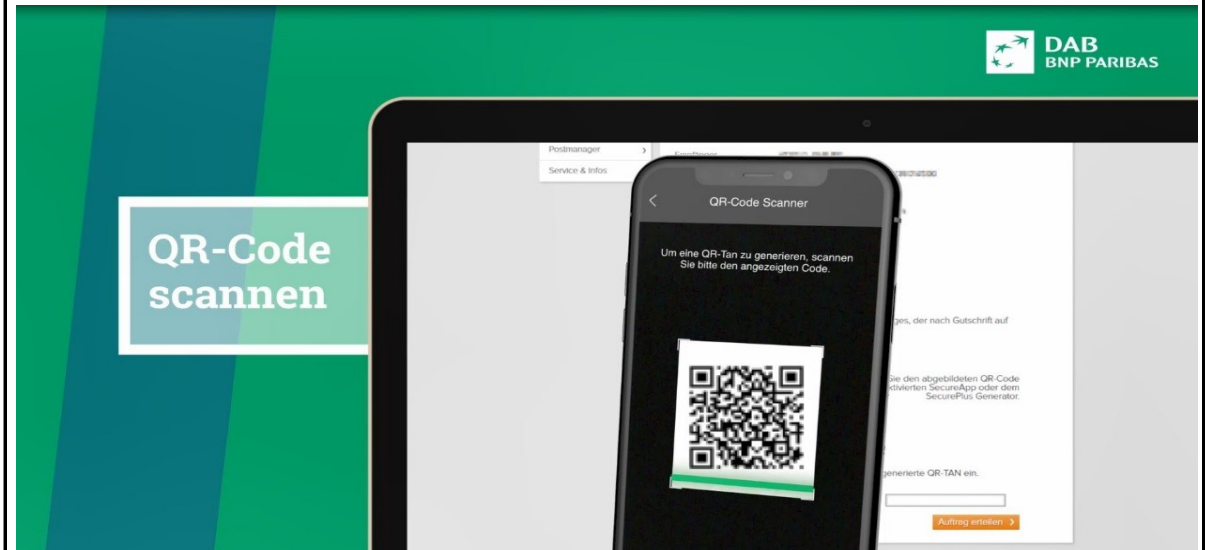 DAB
BNP PARIBAS
QR-Code
scannen
Postmanager
Service & Infos
Empfänger
QR-Code Scanner
Um eine QR-Tan zu generieren, scannen
Sie bitte den angezeigten Code.
ges, der nach Gutschrift auf
Sie den abgebildeten QR-Code
ktivierten SecureApp oder dem
SecurePlus Generator.
generierte QR-TAN ein.
Auftrag erteilen